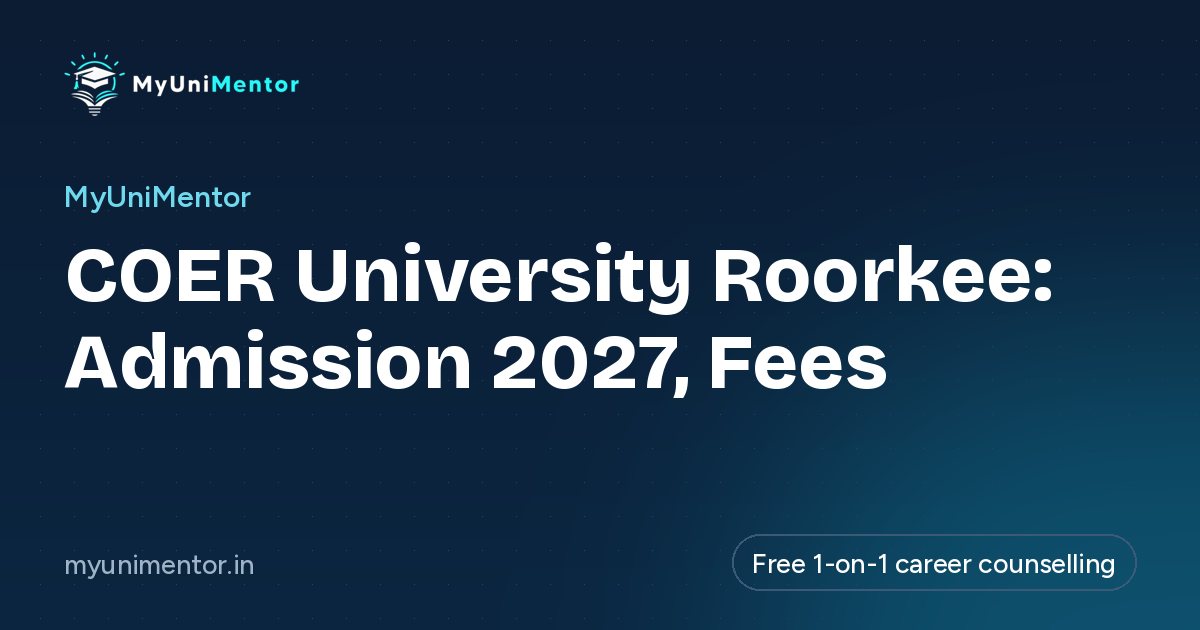 MyUniMentor
MyUniMentor
COER University Roorkee:
Admission 2027, Fees
myunimentor.in
Free 1-on-1 career counselling